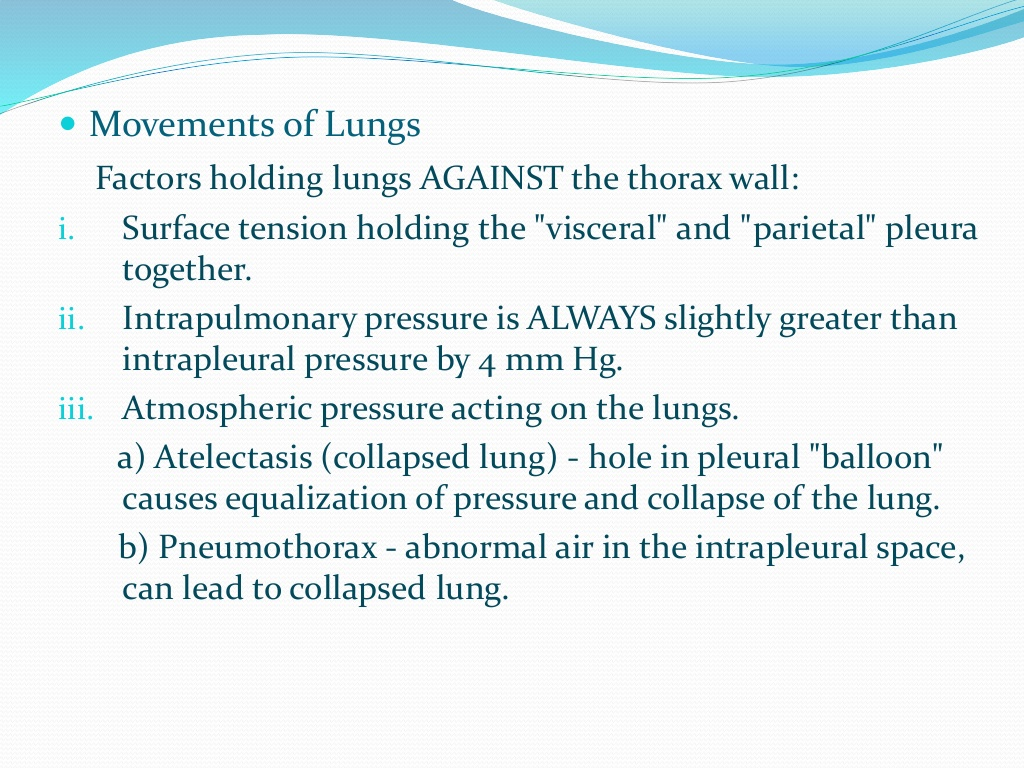 • Movements of Lungs
Factors holding lungs AGAINST the thorax wall:
i. Surface tension holding the "visceral" and "parietal" pleura
together.
ii. Intrapulmonary pressure is ALWAYS slightly greater than
intrapleural pressure by 4 mm Hg.
iii. Atmospheric pressure acting on the lungs.
a) Atelectasis (collapsed lung) - hole in pleural "balloon"
causes equalization of pressure and collapse of the lung.
b) Pneumothorax - abnormal air in the intrapleural space,
can lead to collapsed lung.